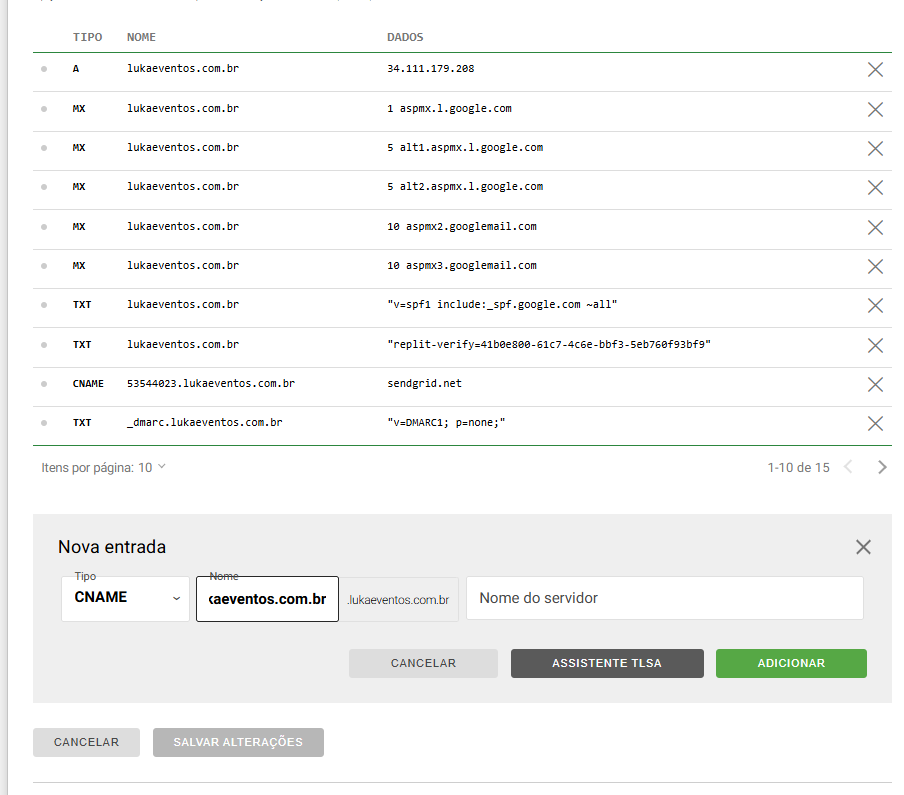 TIPO NOME DADOS
A lukaeventos.com.br 34.111.179.208
MX lukaeventos.com.br 1 aspmx.l.google.com
MX lukaeventos.com.br 5 alt1.aspmx.l.google.com
MX lukaeventos.com.br 5 alt2.aspmx.l.google.com
MX lukaeventos.com.br 10 aspmx2.googlemail.com
MX lukaeventos.com.br 10 aspmx3.googlemail.com
TXT lukaeventos.com.br "v=spf1 include:_spf.google.com ~all"
TXT lukaeventos.com.br "replit-verify=41b0e800-61c7-4c6e-bbf3-5eb760f93bf9"
CNAME 53544023.lukaeventos.com.br sendgrid.net
TXT _dmarc.lukaeventos.com.br "v=DMARC1; p=none;"
Itens por página: 10 1-10 de 15
Nova entrada
Tipo Nome
CNAME kaeventos.com.br .lukaeventos.com.br Nome do servidor
CANCELAR ASSISTENTE TLSA ADICIONAR
CANCELAR SALVAR ALTERAÇÕES